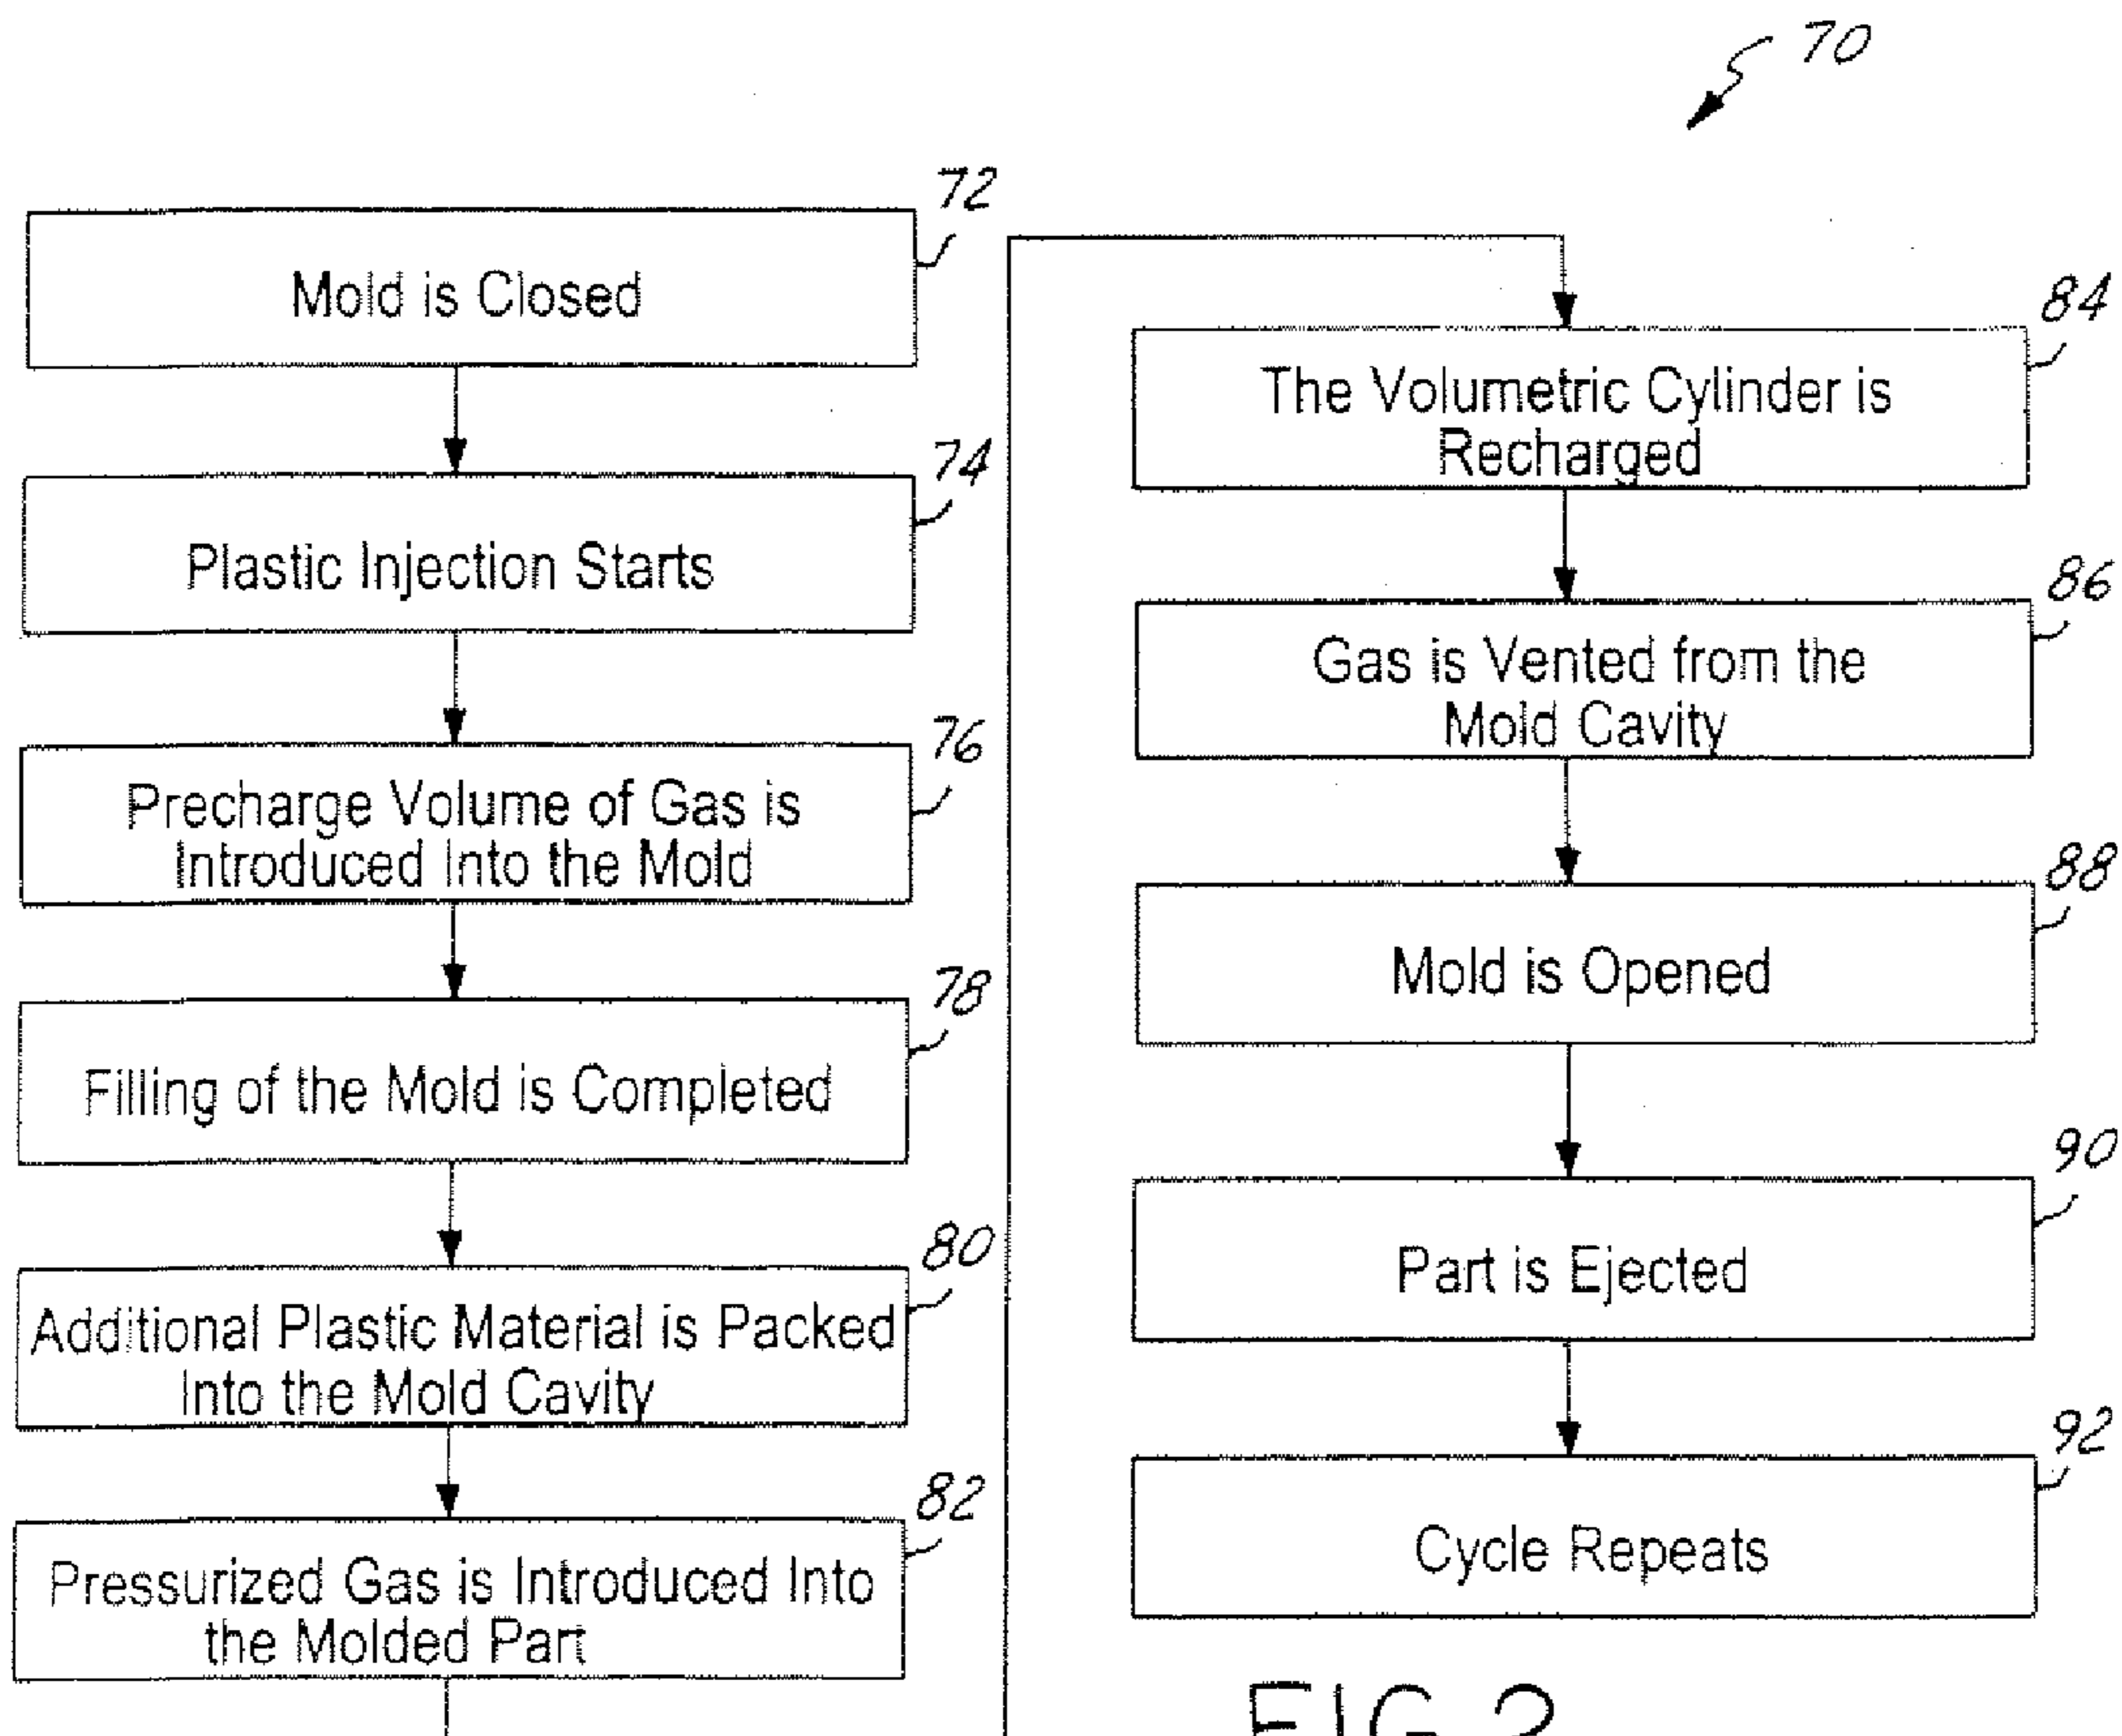 70
72
Mold is Closed
74
Plastic Injection Starts
76
Precharge Volume of Gas is
Introduced Into the Mold
78
Filling of the Mold is Completed
80
Additional Plastic Material is Packed
Into the Mold Cavity
82
Pressurized Gas is Introduced Into
the Molded Part
84
The Volumetric Cylinder is
Recharged
86
Gas is Vented from the
Mold Cavity
88
Mold is Opened
90
Part is Ejected
92
Cycle Repeats
FIG.2